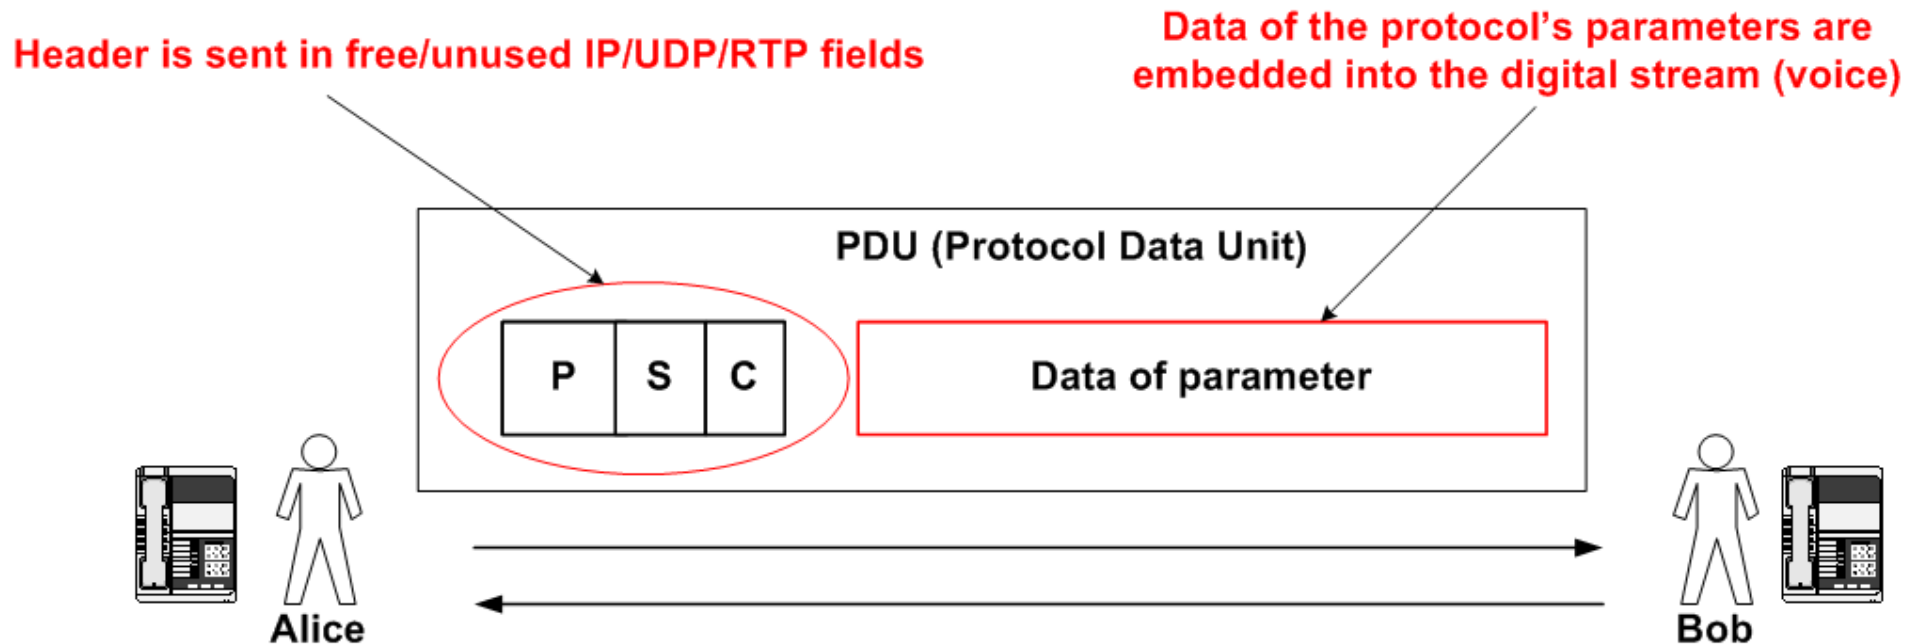 Header is sent in free/unused IP/UDP/RTP fields
Data of the protocol's parameters are
embedded into the digital stream (voice)
PDU (Protocol Data Unit)
P S C
Data of parameter
Alice
Bob